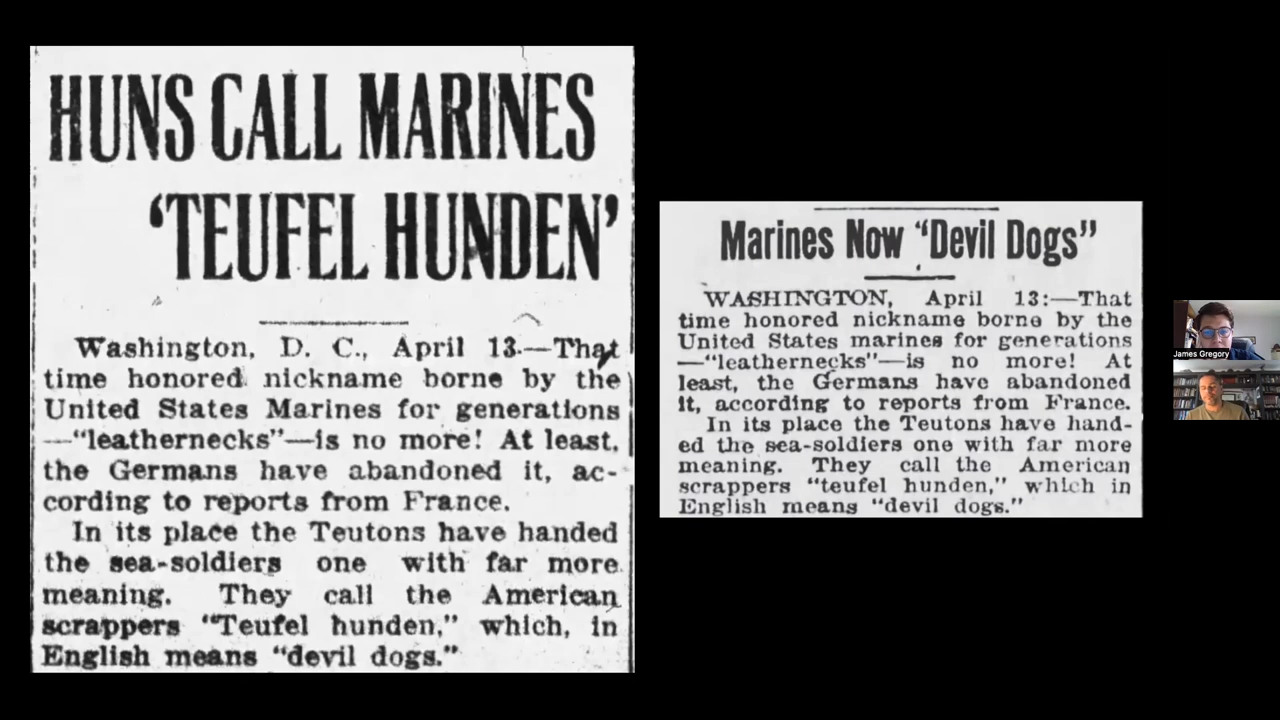 HUNS CALL MARINES
'TEUFEL HUNDEN'
Washington, D. C., April 13.—That
time honored nickname borne by the
United States Marines for generations
—"leathernecks"—is no more! At least,
the Germans have abandoned it, ac-
cording to reports from France.
In its place the Teutons have handed
the sea-soldiers one with far more
meaning. They call the American
scrappers "Teufel hunden," which, in
English means "devil dogs."
Marines Now "Devil Dogs"
WASHINGTON, April 13:—That
time honored nickname borne by the
United States marines for generations
—"leathernecks"—is no more! At
least, the Germans have abandoned
it, according to reports from France.
In its place the Teutons have hand-
ed the sea-soldiers one with far more
meaning. They call the American
scrappers "teufel hunden," which in
English means "devil dogs."
James Gregory